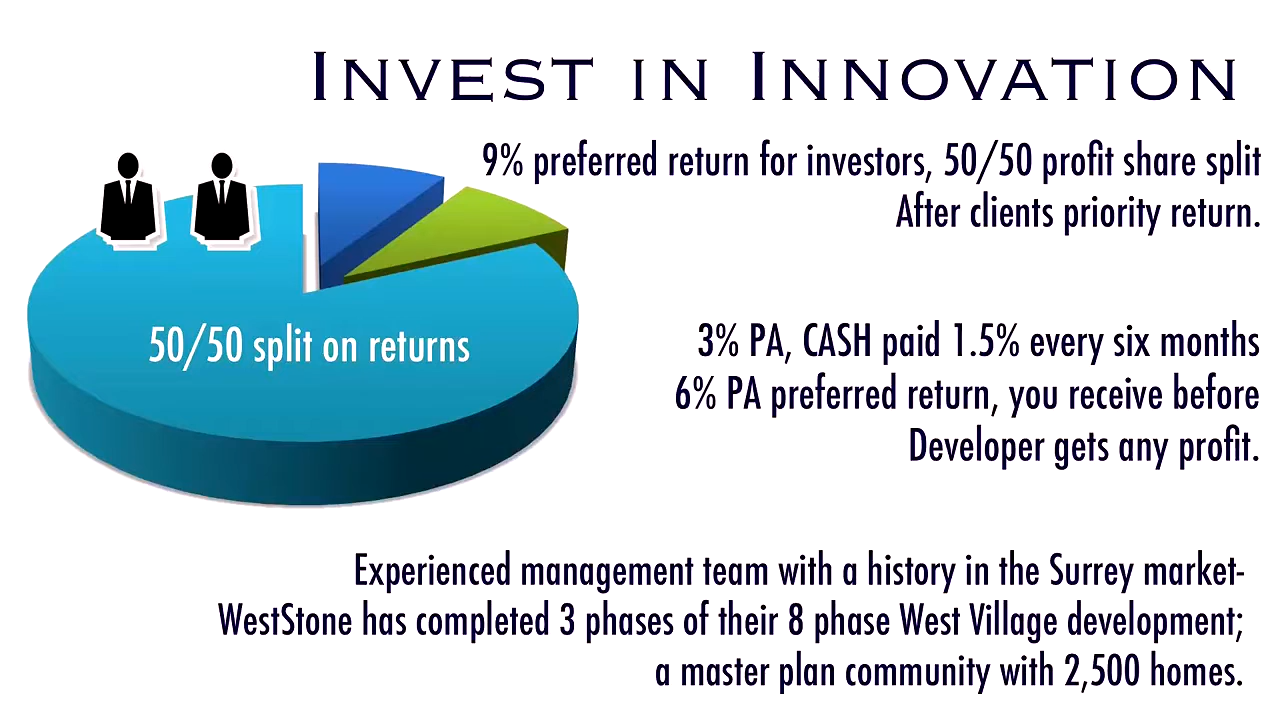 INVEST IN INNOVATION
9% preferred return for investors, 50/50 profit share split
After clients priority return.
50/50 split on returns
3% PA, CASH paid 1.5% every six months
6% PA preferred return, you receive before
Developer gets any profit.
Experienced management team with a history in the Surrey market-
WestStone has completed 3 phases of their 8 phase West Village development;
a master plan community with 2,500 homes.